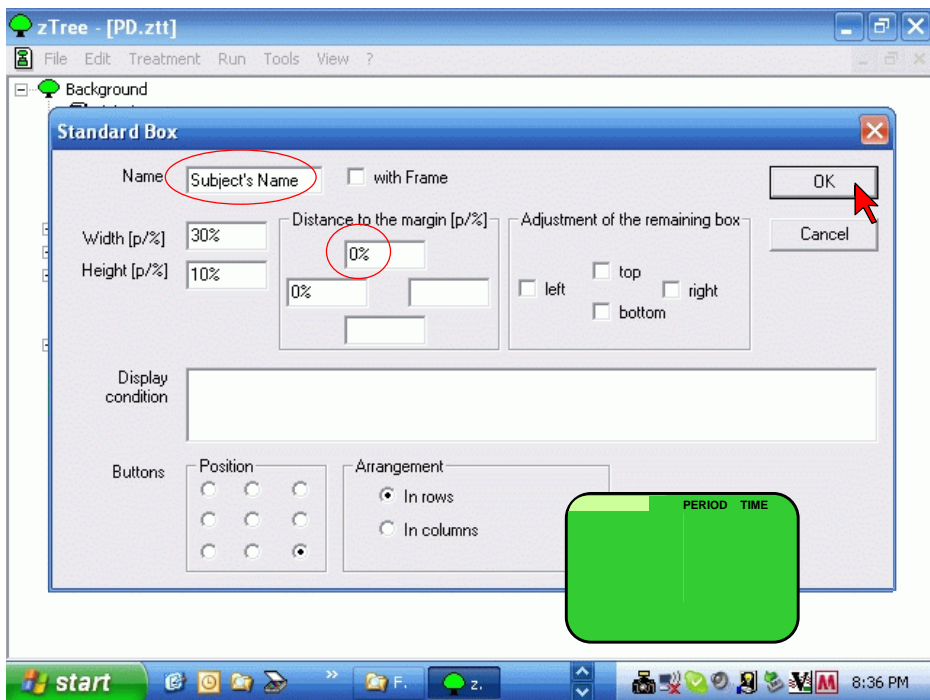 zTree - [PD.ztt]
File Edit Treatment Run Tools View ?
Background
Standard Box
Name Subject's Name with Frame OK
Width [p/%] 30% Distance to the margin [p/%] Adjustment of the remaining box Cancel
0%
Height [p/%] 10% 0% left top right
bottom
Display
condition
Buttons Position Arrangement
In rows
In columns
PERIOD TIME
start F. z. 8:36 PM